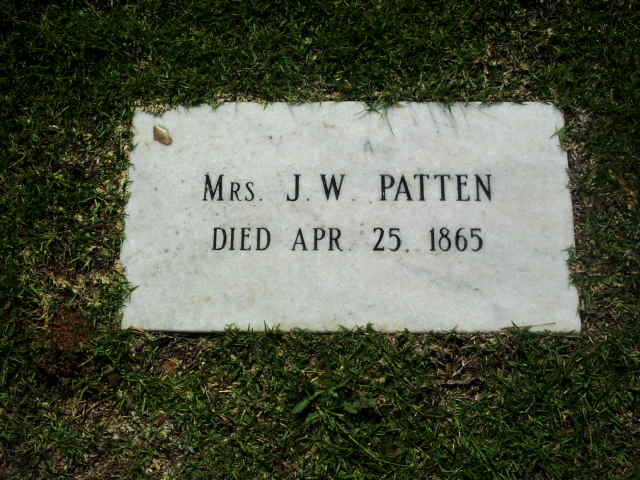 Mrs. J. W. PATTEN
DIED APR. 25. 1865